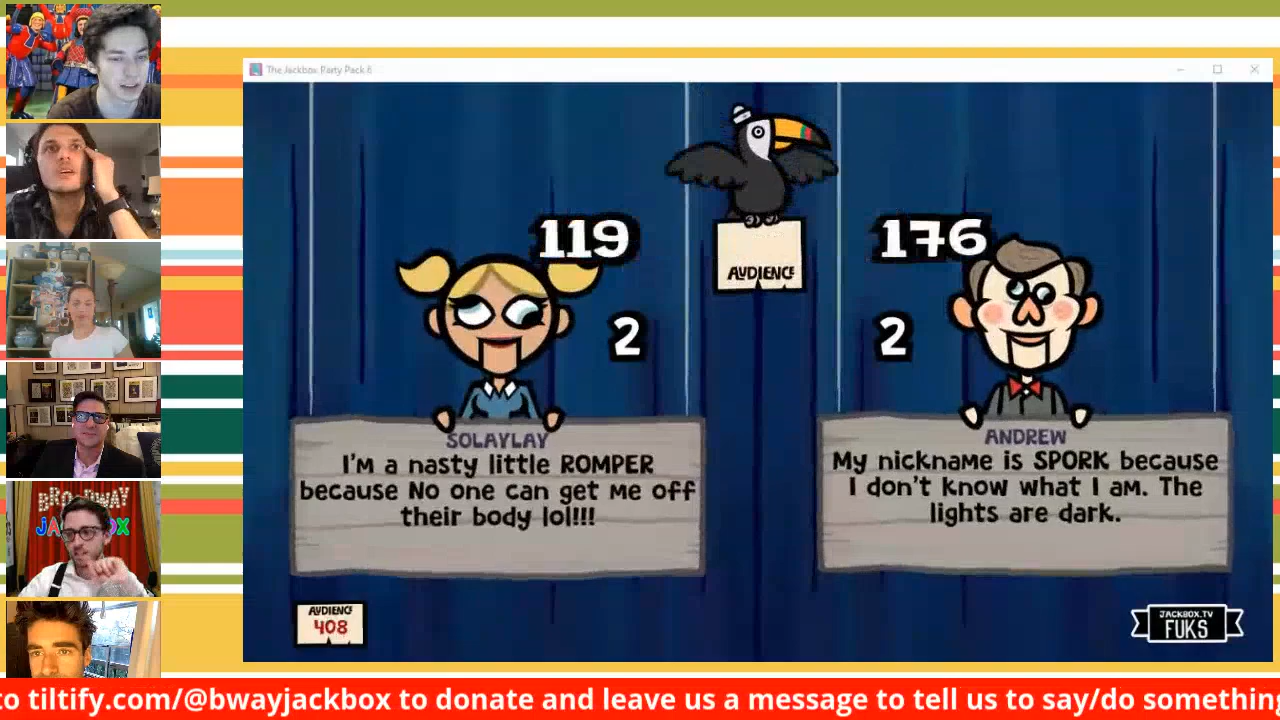 The Jackbox Party Pack 6
119
176
AUDIENCE
2
2
SOLAYLAY
I'm a nasty little ROMPER
because No one can get me off
their body lol!!!
ANDREW
My nickname is SPORK because
I don't know what I am. The
lights are dark.
BROADWAY
JACKBOX
AUDIENCE
408
JACKBOX.TV
FUKS
to tiltify.com/@bwayjackbox to donate and leave us a message to tell us to say/do something